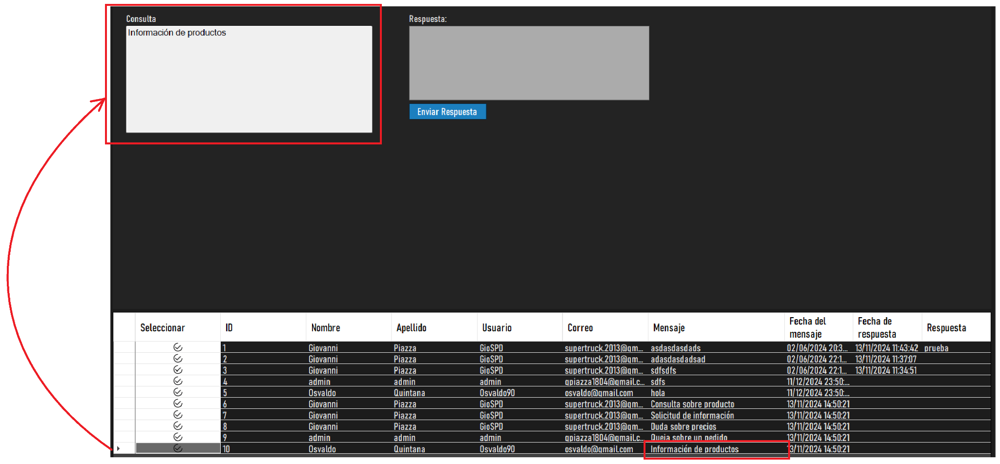 Consulta
Información de productos
Respuesta:
Enviar Respuesta
Seleccionar ID Nombre Apellido Usuario Correo Mensaje Fecha del mensaje Fecha de respuesta Respuesta
1 Giovanni Piazza GioSPD supertruck.2013@gm... asdasdasdads 02/06/2024 20:3... 13/11/2024 11:43:42 prueba
2 Giovanni Piazza GioSPD supertruck.2013@gm... adasdasdadsad 02/06/2024 22:1... 13/11/2024 11:37:07
3 Giovanni Piazza GioSPD supertruck.2013@gm... sdfsdfs 02/06/2024 22:1... 13/11/2024 11:34:51
4 admin admin admin gpiazza1804@gmail.c... sdfs 11/12/2024 23:50:...
5 Osvaldo Quintana Osvaldo90 osvaldo@gmail.com hola 11/12/2024 23:50:...
6 Giovanni Piazza GioSPD supertruck.2013@gm... Consulta sobre producto 13/11/2024 14:50:21
7 Giovanni Piazza GioSPD supertruck.2013@gm... Solicitud de información 13/11/2024 14:50:21
8 Giovanni Piazza GioSPD supertruck.2013@gm... Duda sobre precios 13/11/2024 14:50:21
9 admin admin admin gpiazza1804@gmail.c... Queja sobre un pedido 13/11/2024 14:50:21
10 Osvaldo Quintana Osvaldo90 osvaldo@gmail.com Información de productos 13/11/2024 14:50:21